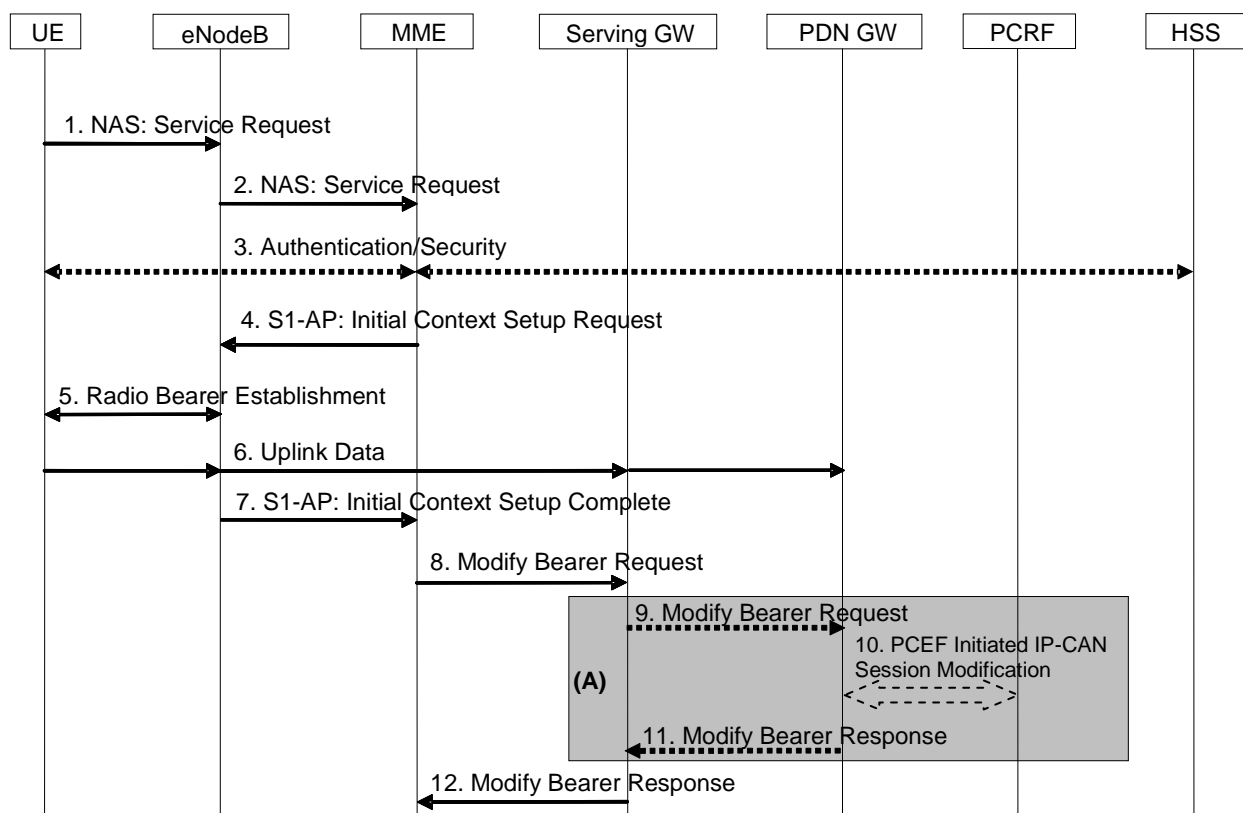 UE
eNodeB
MME
Serving GW
PDN GW
PCRF
HSS
1. NAS: Service Request
2. NAS: Service Request
3. Authentication/Security
4. S1-AP: Initial Context Setup Request
5. Radio Bearer Establishment
6. Uplink Data
7. S1-AP: Initial Context Setup Complete
8. Modify Bearer Request
9. Modify Bearer Request
10. PCEF Initiated IP-CAN
Session Modification
(A)
11. Modify Bearer Response
12. Modify Bearer Response